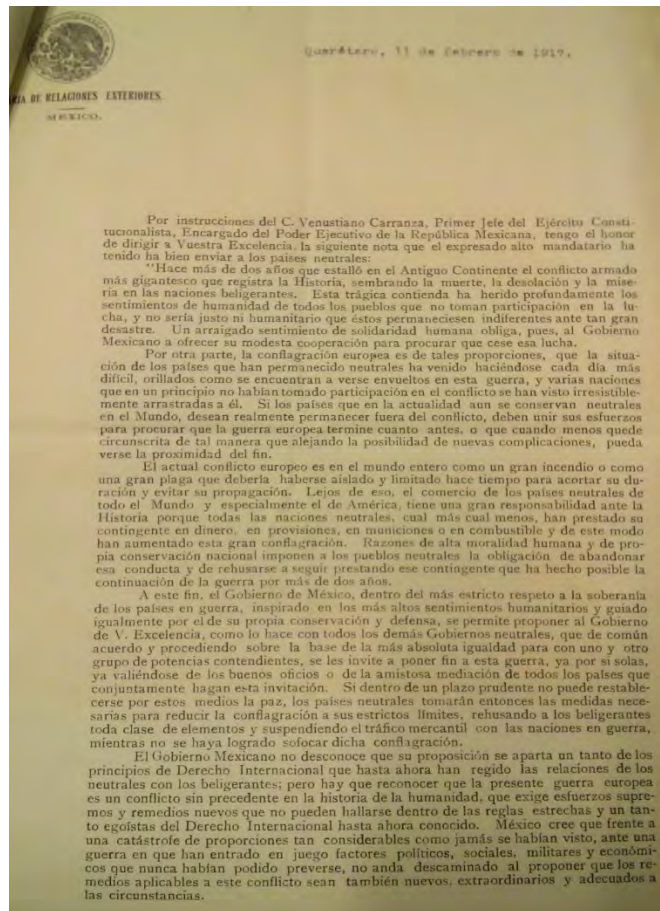 Querétaro, 11 de febrero de 1917.
RIA DE RELACIONES EXTERIORES.
MEXICO.
Por instrucciones del C. Venustiano Carranza, Primer Jefe del Ejército Consti-
tucionalista, Encargado del Poder Ejecutivo de la República Mexicana, tengo el honor
de dirigir a Vuestra Excelencia, la siguiente nota que el expresado alto mandatario ha
tenido ha bien enviar a los países neutrales:
"Hace más de dos años que estalló en el Antiguo Continente el conflicto armado
más gigantesco que registra la Historia, sembrando la muerte, la desolación y la mise-
ria en las naciones beligerantes. Esta trágica contienda ha herido profundamente los
sentimientos de humanidad de todos los pueblos que no toman participación en la lu-
cha, y no sería justo ni humanitario que éstos permaneciesen indiferentes ante tan gran
desastre. Un arraigado sentimiento de solidaridad humana obliga, pues, al Gobierno
Mexicano a ofrecer su modesta cooperación para procurar que cese esa lucha.
Por otra parte, la conflagración europea es de tales proporciones, que la situa-
ción de los países que han permanecido neutrales ha venido haciéndose cada día más
difícil, orillados como se encuentran a verse envueltos en esta guerra, y varias naciones
que en un principio no habían tomado participación en el conflicto se han visto irresistible-
mente arrastradas a él. Si los países que en la actualidad aun se conservan neutrales
en el Mundo, desean realmente permanecer fuera del conflicto, deben unir sus esfuerzos
para procurar que la guerra europea termine cuanto antes, o que cuando menos quede
circunscrita de tal manera que alejando la posibilidad de nuevas complicaciones, pueda
verse la proximidad del fin.
El actual conflicto europeo es en el mundo entero como un gran incendio o como
una gran plaga que debería haberse aislado y limitado hace tiempo para acortar su du-
ración y evitar su propagación. Lejos de eso, el comercio de los países neutrales de
todo el Mundo y especialmente el de América, tiene una gran responsabilidad ante la
Historia porque todas las naciones neutrales, cual más cual menos, han prestado su
contingente en dinero, en provisiones, en municiones o en combustible y de este modo
han aumentado esta gran conflagración. Razones de alta moralidad humana y de pro-
pia conservación nacional imponen a los pueblos neutrales la obligación de abandonar
esa conducta y de rehusarse a seguir prestando ese contingente que ha hecho posible la
continuación de la guerra por más de dos años.
A este fin, el Gobierno de México, dentro del más estricto respeto a la soberanía
de los países en guerra, inspirado en los más altos sentimientos humanitarios y guiado
igualmente por el de su propia conservación y defensa, se permite proponer al Gobierno
de V. Excelencia, como lo hace con todos los demás Gobiernos neutrales, que de común
acuerdo y procediendo sobre la base de la más absoluta igualdad para con uno y otro
grupo de potencias contendientes, se les invite a poner fin a esta guerra, ya por sí solas,
ya valiéndose de los buenos oficios o de la amistosa mediación de todos los países que
conjuntamente hagan esta invitación. Si dentro de un plazo prudente no puede restable-
cerse por estos medios la paz, los países neutrales tomarán entonces las medidas nece-
sarias para reducir la conflagración a sus estrictos límites, rehusando a los beligerantes
toda clase de elementos y suspendiendo el tráfico mercantil con las naciones en guerra,
mientras no se haya logrado sofocar dicha conflagración.
El Gobierno Mexicano no desconoce que su proposición se aparta un tanto de los
principios de Derecho Internacional que hasta ahora han regido las relaciones de los
neutrales con los beligerantes; pero hay que reconocer que la presente guerra europea
es un conflicto sin precedente en la historia de la humanidad, que exige esfuerzos supre-
mos y remedios nuevos que no pueden hallarse dentro de las reglas estrechas y un tan-
to egoístas del Derecho Internacional hasta ahora conocido. México cree que frente a
una catástrofe de proporciones tan considerables como jamás se habían visto, ante una
guerra en que han entrado en juego factores políticos, sociales, militares y económi-
cos que nunca habían podido preverse, no anda descaminado al proponer que los re-
medios aplicables a este conflicto sean también nuevos, extraordinarios y adecuados a
las circunstancias.